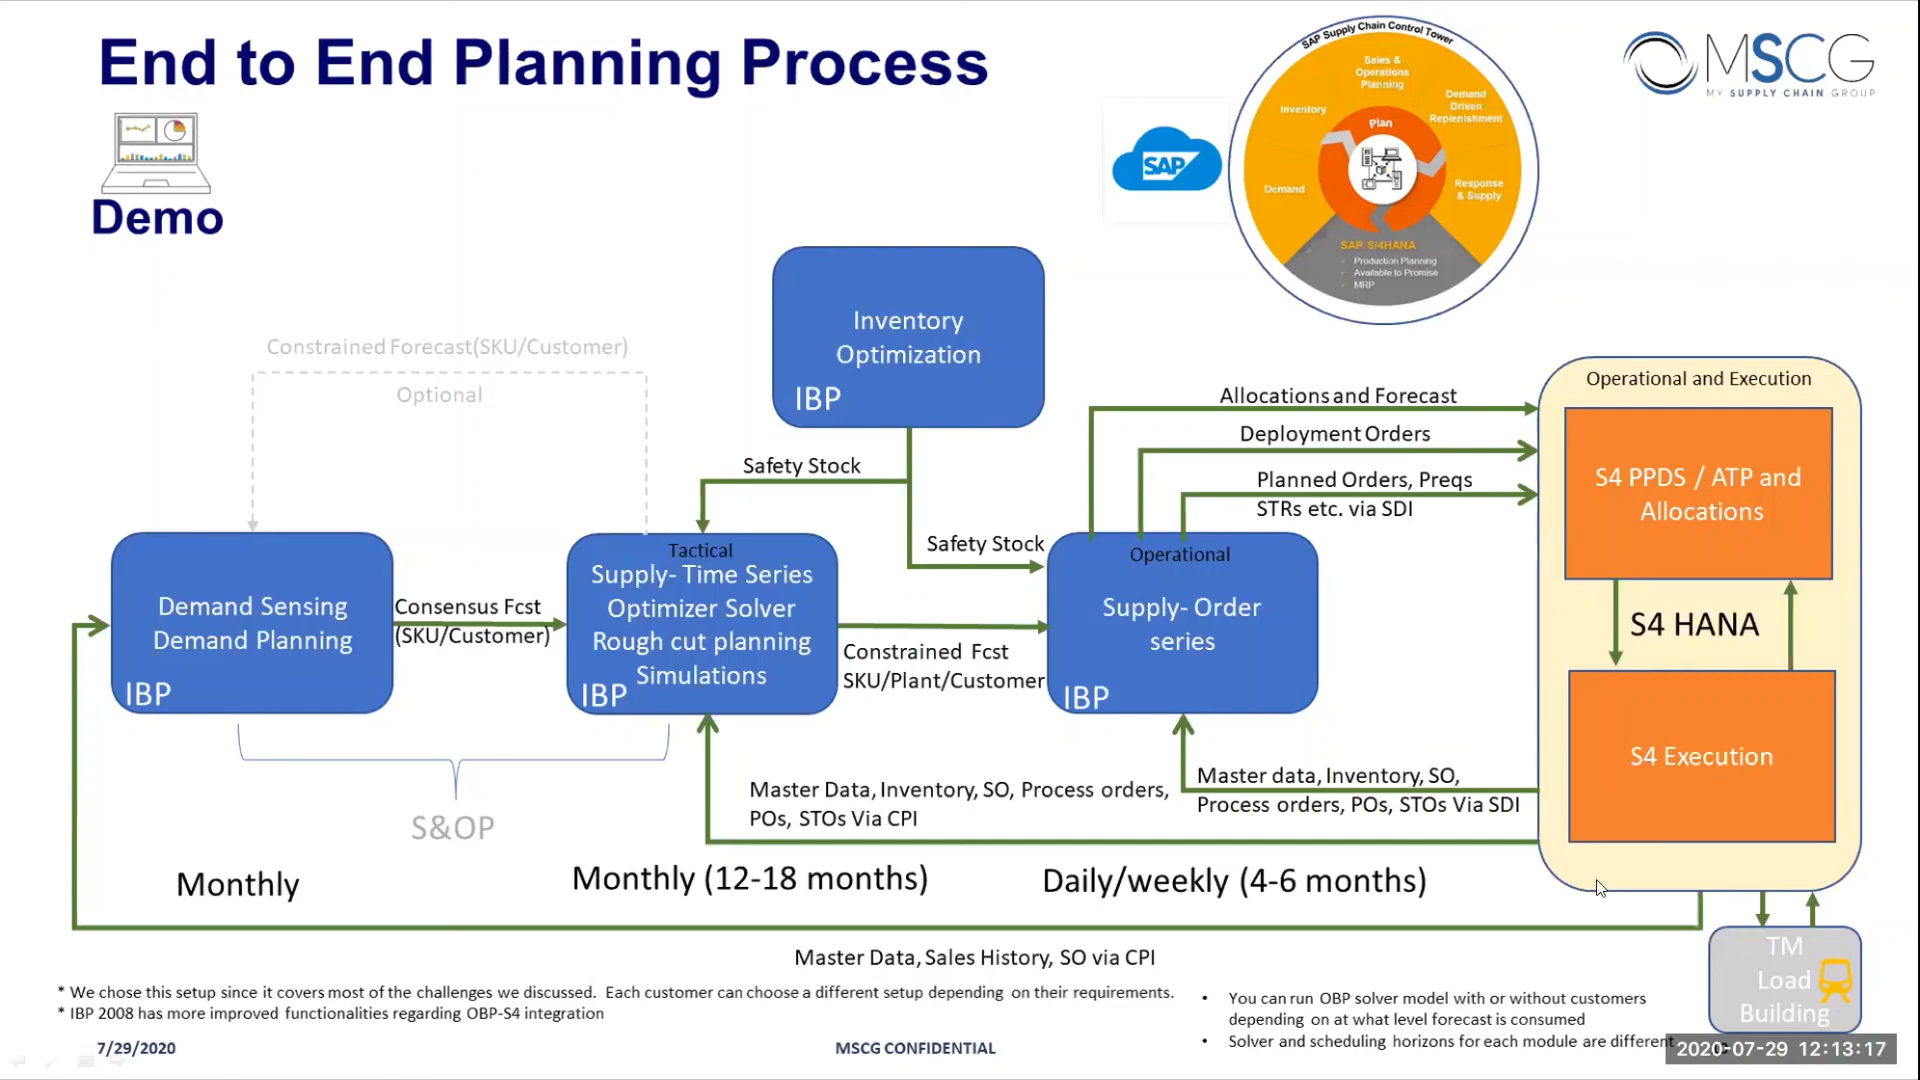 End to End Planning Process
Demo
SAP
SAP Supply Chain Control Tower
Sales &
Operations
Planning
Demand
Driven
Replenishment
Inventory
Plan
Demand
Response
& Supply
SAP S/4HANA
Production Planning
Available to Promise
MRP
MSCG
MY SUPPLY CHAIN GROUP
Inventory
Optimization
IBP
Constrained Forecast(SKU/Customer)
Optional
Safety Stock
Safety Stock
Allocations and Forecast
Deployment Orders
Planned Orders, Preqs
STRs etc. via SDI
Operational and Execution
S4 PPDS / ATP and
Allocations
S4 HANA
S4 Execution
Demand Sensing
Demand Planning
IBP
Consensus Fcst
(SKU/Customer)
Tactical
Supply- Time Series
Optimizer Solver
Rough cut planning
Simulations
IBP
Constrained Fcst
SKU/Plant/Customer
Operational
Supply- Order
series
IBP
S&OP
Master Data, Inventory, SO, Process orders,
POs, STOs Via CPI
Master data, Inventory, SO,
Process orders, POs, STOs Via SDI
Monthly
Monthly (12-18 months)
Daily/weekly (4-6 months)
Master Data, Sales History, SO via CPI
TM
Load
Building
* We chose this setup since it covers most of the challenges we discussed. Each customer can choose a different setup depending on their requirements.
* IBP 2008 has more improved functionalities regarding OBP-S4 integration
• You can run OBP solver model with or without customers
depending on at what level forecast is consumed
• Solver and scheduling horizons for each module are different
7/29/2020
MSCG CONFIDENTIAL
2020-07-29 12:13:17